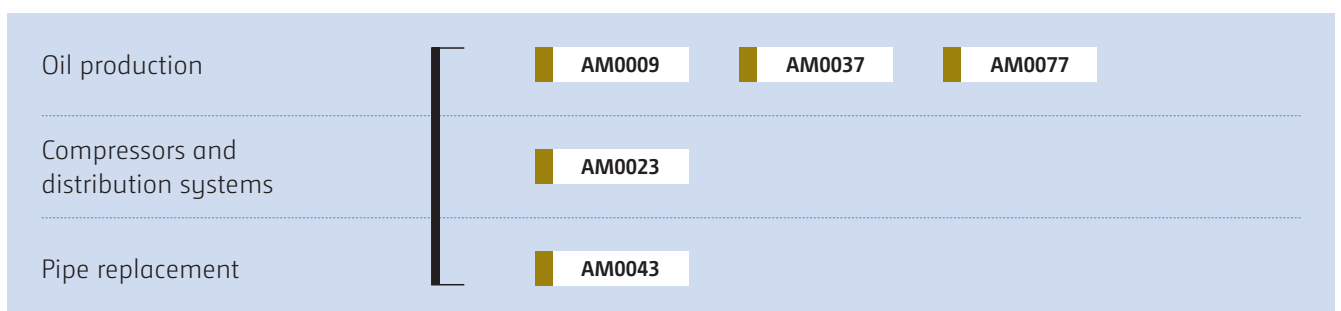 Oil production
AM0009 AM0037 AM0077
Compressors and
distribution systems
AM0023
Pipe replacement
AM0043